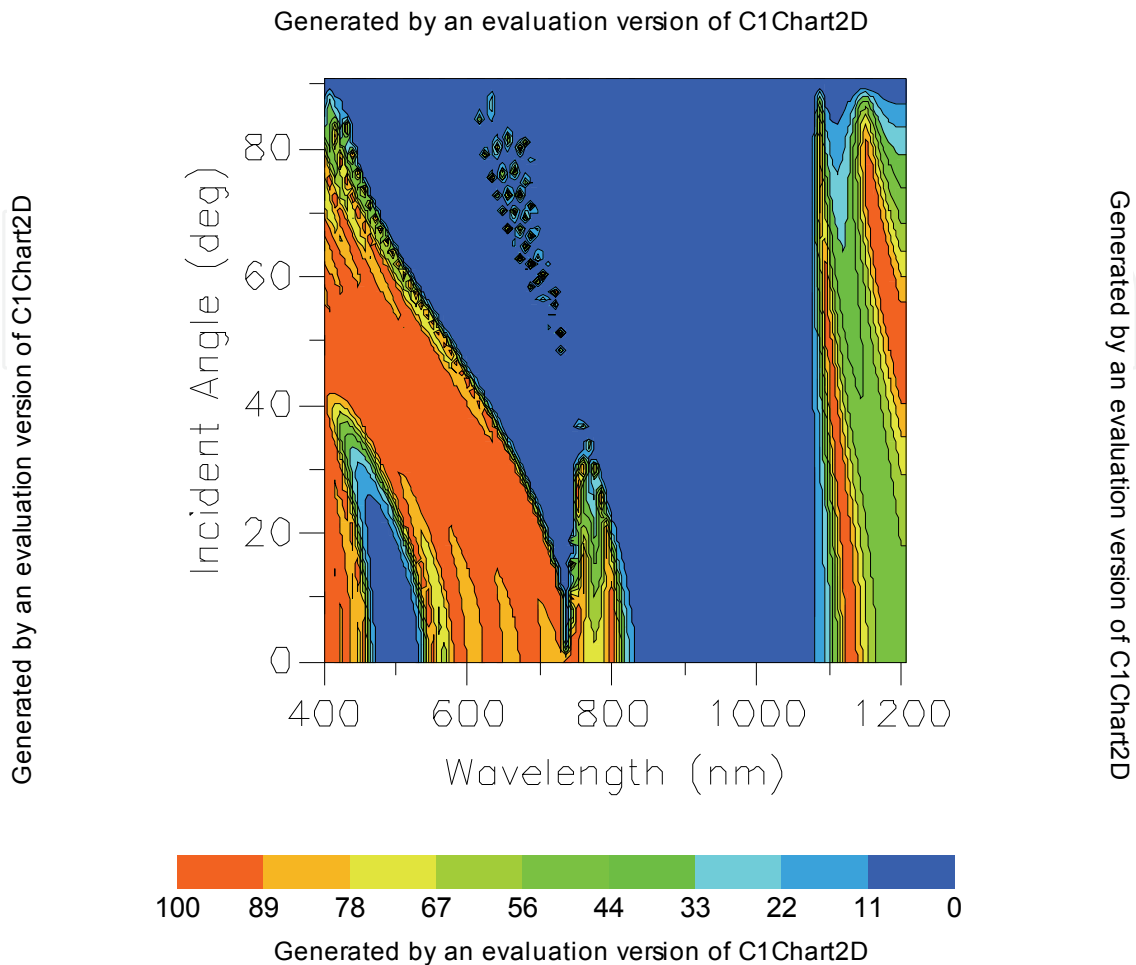 Generated by an evaluation version of C1Chart2D
Generated by an evaluation version of C1Chart2D
Incident Angle (deg)
80
60
40
20
0
400 600 800 1000 1200
Wavelength (nm)
Generated by an evaluation version of C1Chart2D
100 89 78 67 56 44 33 22 11 0
Generated by an evaluation version of C1Chart2D